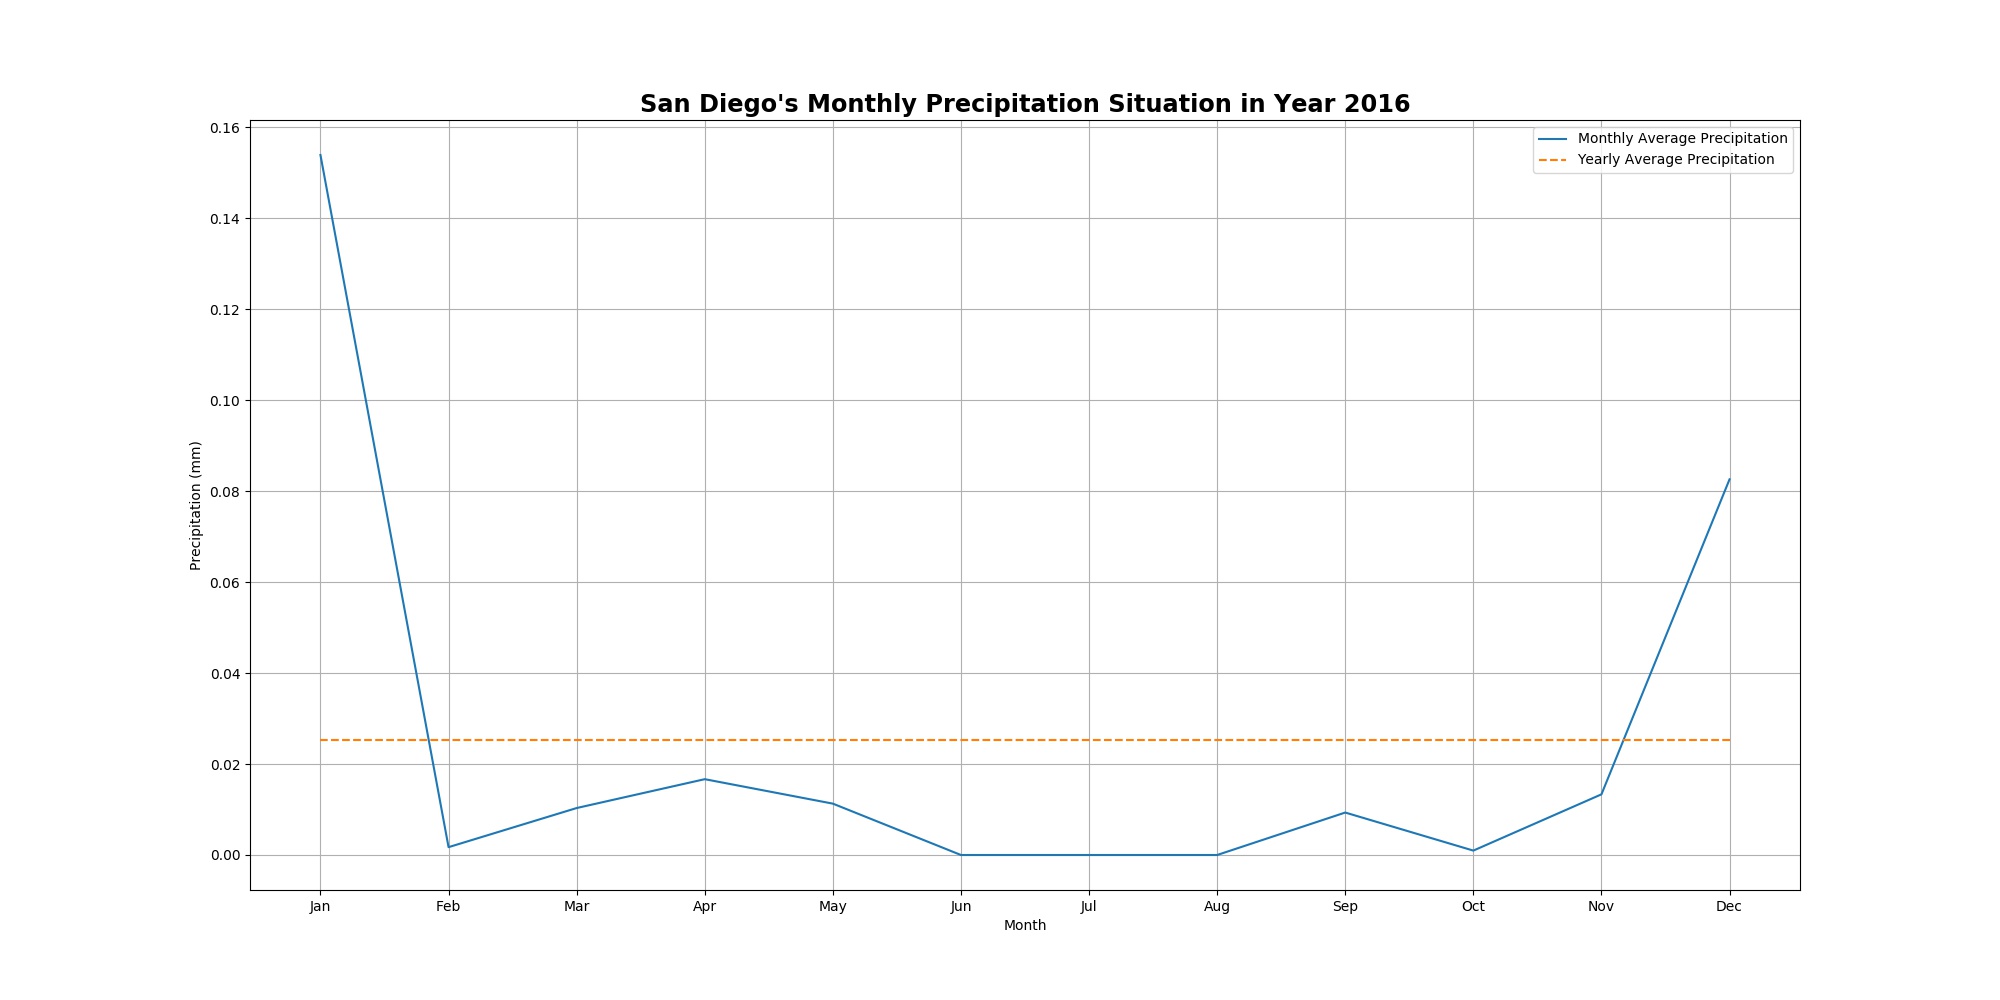 San Diego's Monthly Precipitation Situation in Year 2016
Monthly Average Precipitation
Yearly Average Precipitation
0.16
0.14
0.12
0.10
0.08
0.06
0.04
0.02
0.00
Precipitation (mm)
Jan Feb Mar Apr May Jun Jul Aug Sep Oct Nov Dec
Month